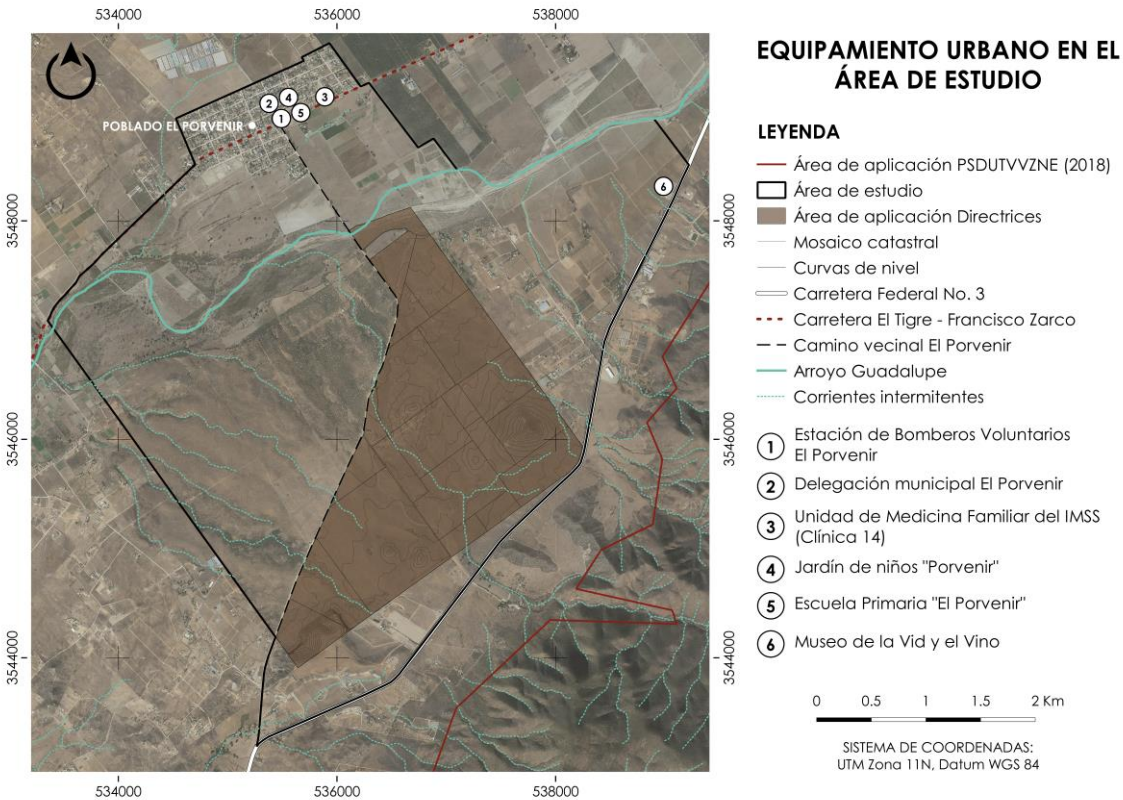 534000
536000
538000
EQUIPAMIENTO URBANO EN EL
ÁREA DE ESTUDIO
LEYENDA
Área de aplicación PSDUTVVZNE (2018)
Área de estudio
Área de aplicación Directrices
Mosaico catastral
Curvas de nivel
Carretera Federal No. 3
Carretera El Tigre - Francisco Zarco
Camino vecinal El Porvenir
Arroyo Guadalupe
Corrientes intermitentes
1 Estación de Bomberos Voluntarios
El Porvenir
2 Delegación municipal El Porvenir
3 Unidad de Medicina Familiar del IMSS
(Clínica 14)
4 Jardín de niños "Porvenir"
5 Escuela Primaria "El Porvenir"
6 Museo de la Vid y el Vino
0 0.5 1 1.5 2 Km
SISTEMA DE COORDENADAS:
UTM Zona 11N, Datum WGS 84
POBLADO EL PORVENIR
2
4
3
1
5
6
3548000
3546000
3544000
3548000
3546000
3544000
534000
536000
538000